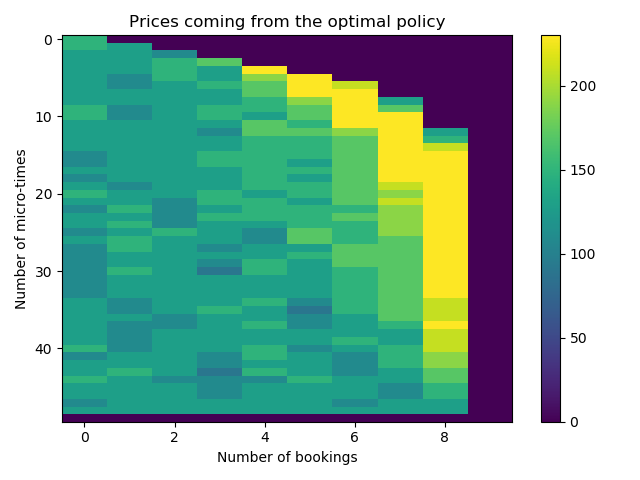 Prices coming from the optimal policy
0
10
20
30
40
Number of micro-times
0 2 4 6 8
Number of bookings
200
150
100
50
0